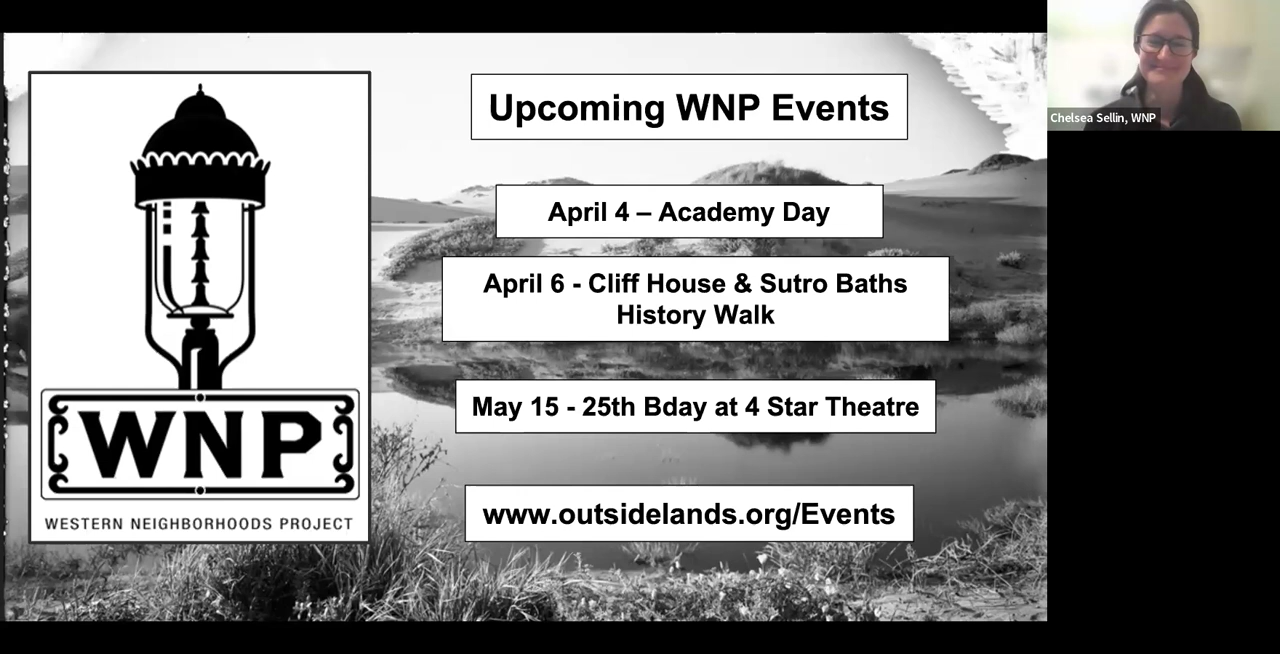 Upcoming WNP Events
April 4 – Academy Day
April 6 - Cliff House & Sutro Baths
History Walk
May 15 - 25th Bday at 4 Star Theatre
www.outsidelands.org/Events
WNP
WESTERN NEIGHBORHOODS PROJECT
Chelsea Sellin, WNP